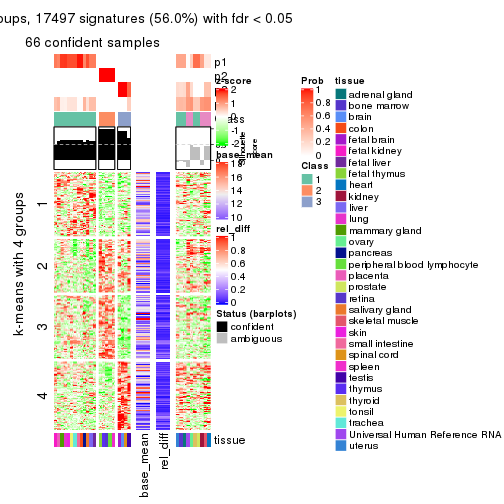 oups, 17497 signatures (56.0%) with fdr < 0.05
66 confident samples
p1
p2
z-score
2
1
0
-1
-2
base_mean
18
16
14
12
10
rel_diff
1
0.8
0.6
0.4
0.2
0
Status (barplots)
confident
ambiguous
Prob
1
0.8
0.6
0.4
0.2
0
Class
1
2
3
tissue
adrenal gland
bone marrow
brain
colon
fetal brain
fetal kidney
fetal liver
fetal thymus
heart
kidney
liver
lung
mammary gland
ovary
pancreas
peripheral blood lymphocyte
placenta
prostate
retina
salivary gland
skeletal muscle
skin
small intestine
spinal cord
spleen
testis
thymus
thyroid
tonsil
trachea
Universal Human Reference RNA
uterus
k-means with 4 groups
1
2
3
4
tissue
base_mean
rel_diff